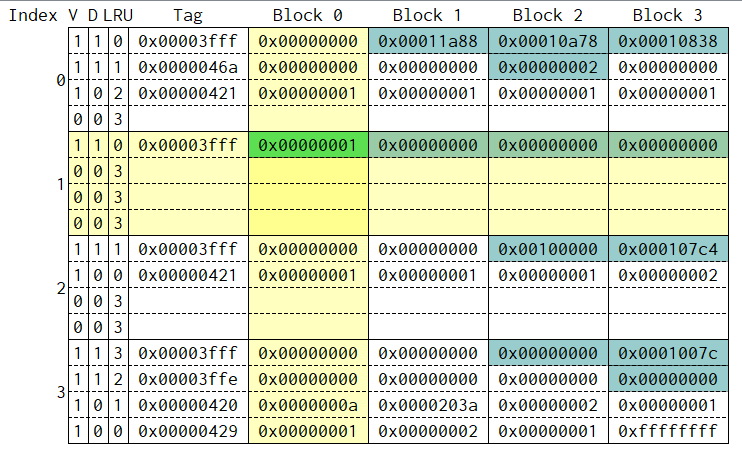 Index V D LRU Tag Block 0 Block 1 Block 2 Block 3
1 1 0 0x00003fff 0x00000000 0x00011a88 0x00010a78 0x00010838
1 1 1 0x0000046a 0x00000000 0x00000000 0x00000002 0x00000000
0
1 0 2 0x00000421 0x00000001 0x00000001 0x00000001 0x00000001
0 0 3
1 1 0 0x00003fff 0x00000001 0x00000000 0x00000000 0x00000000
0 0 3
1
0 0 3
0 0 3
1 1 1 0x00003fff 0x00000000 0x00000000 0x00100000 0x000107c4
1 0 0 0x00000421 0x00000001 0x00000001 0x00000001 0x00000002
2
0 0 3
0 0 3
1 1 3 0x00003fff 0x00000000 0x00000000 0x00000000 0x0001007c
1 1 2 0x00003ffe 0x00000000 0x00000000 0x00000000 0x00000000
3
1 0 1 0x00000420 0x0000000a 0x0000203a 0x00000002 0x00000001
1 0 0 0x00000429 0x00000001 0x00000002 0x00000001 0xffffffff